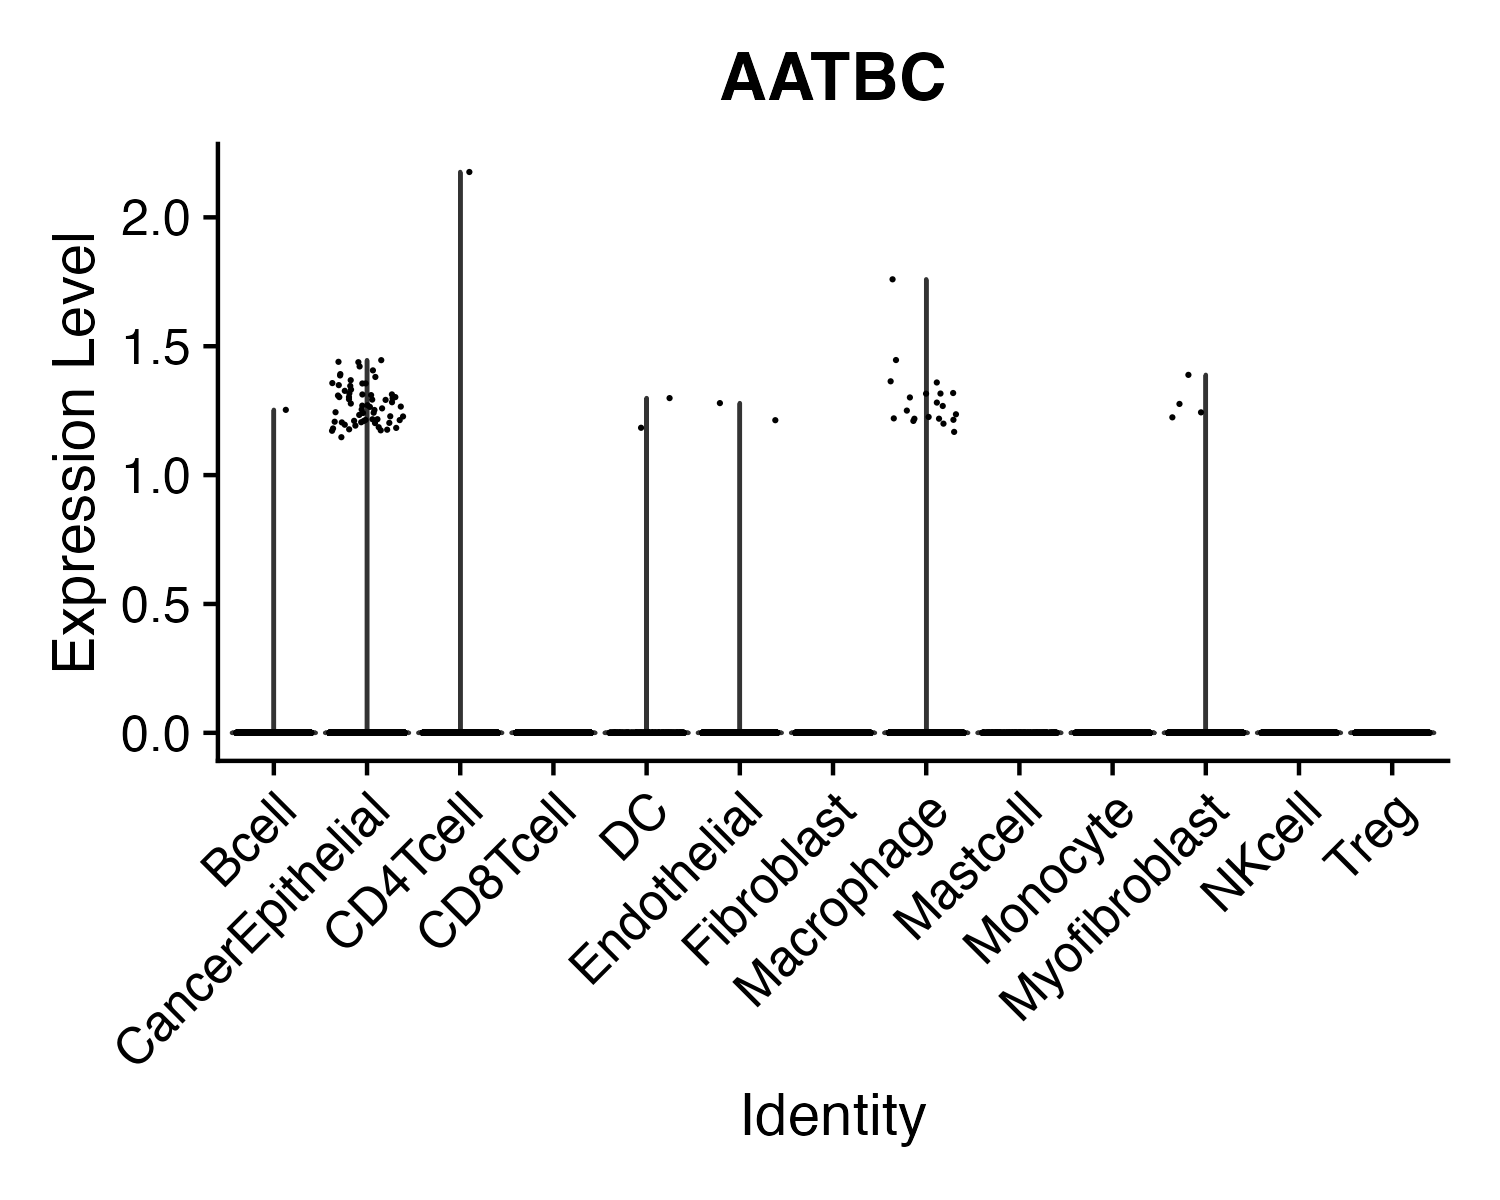 AATBC
Expression Level
2.0
1.5
1.0
0.5
0.0
Bcell
CancerEpithelial
CD4Tcell
CD8Tcell
DC
Endothelial
Fibroblast
Macrophage
Mastcell
Monocyte
Myofibroblast
NKcell
Treg
Identity